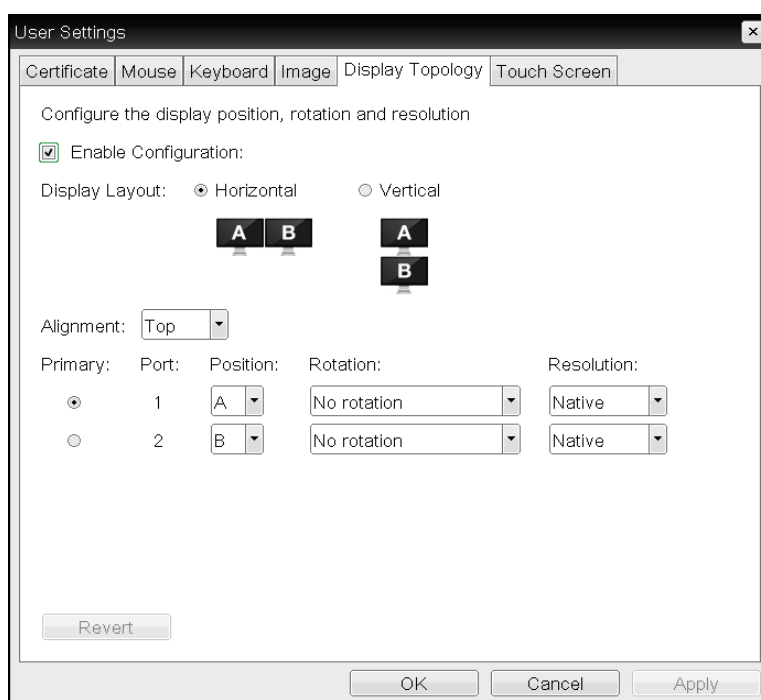 User Settings
Certificate Mouse Keyboard Image Display Topology Touch Screen
Configure the display position, rotation and resolution
Enable Configuration:
Display Layout: Horizontal Vertical
A B A
B
Alignment: Top
Primary: Port: Position: Rotation: Resolution:
1 A No rotation Native
2 B No rotation Native
Revert
OK Cancel Apply